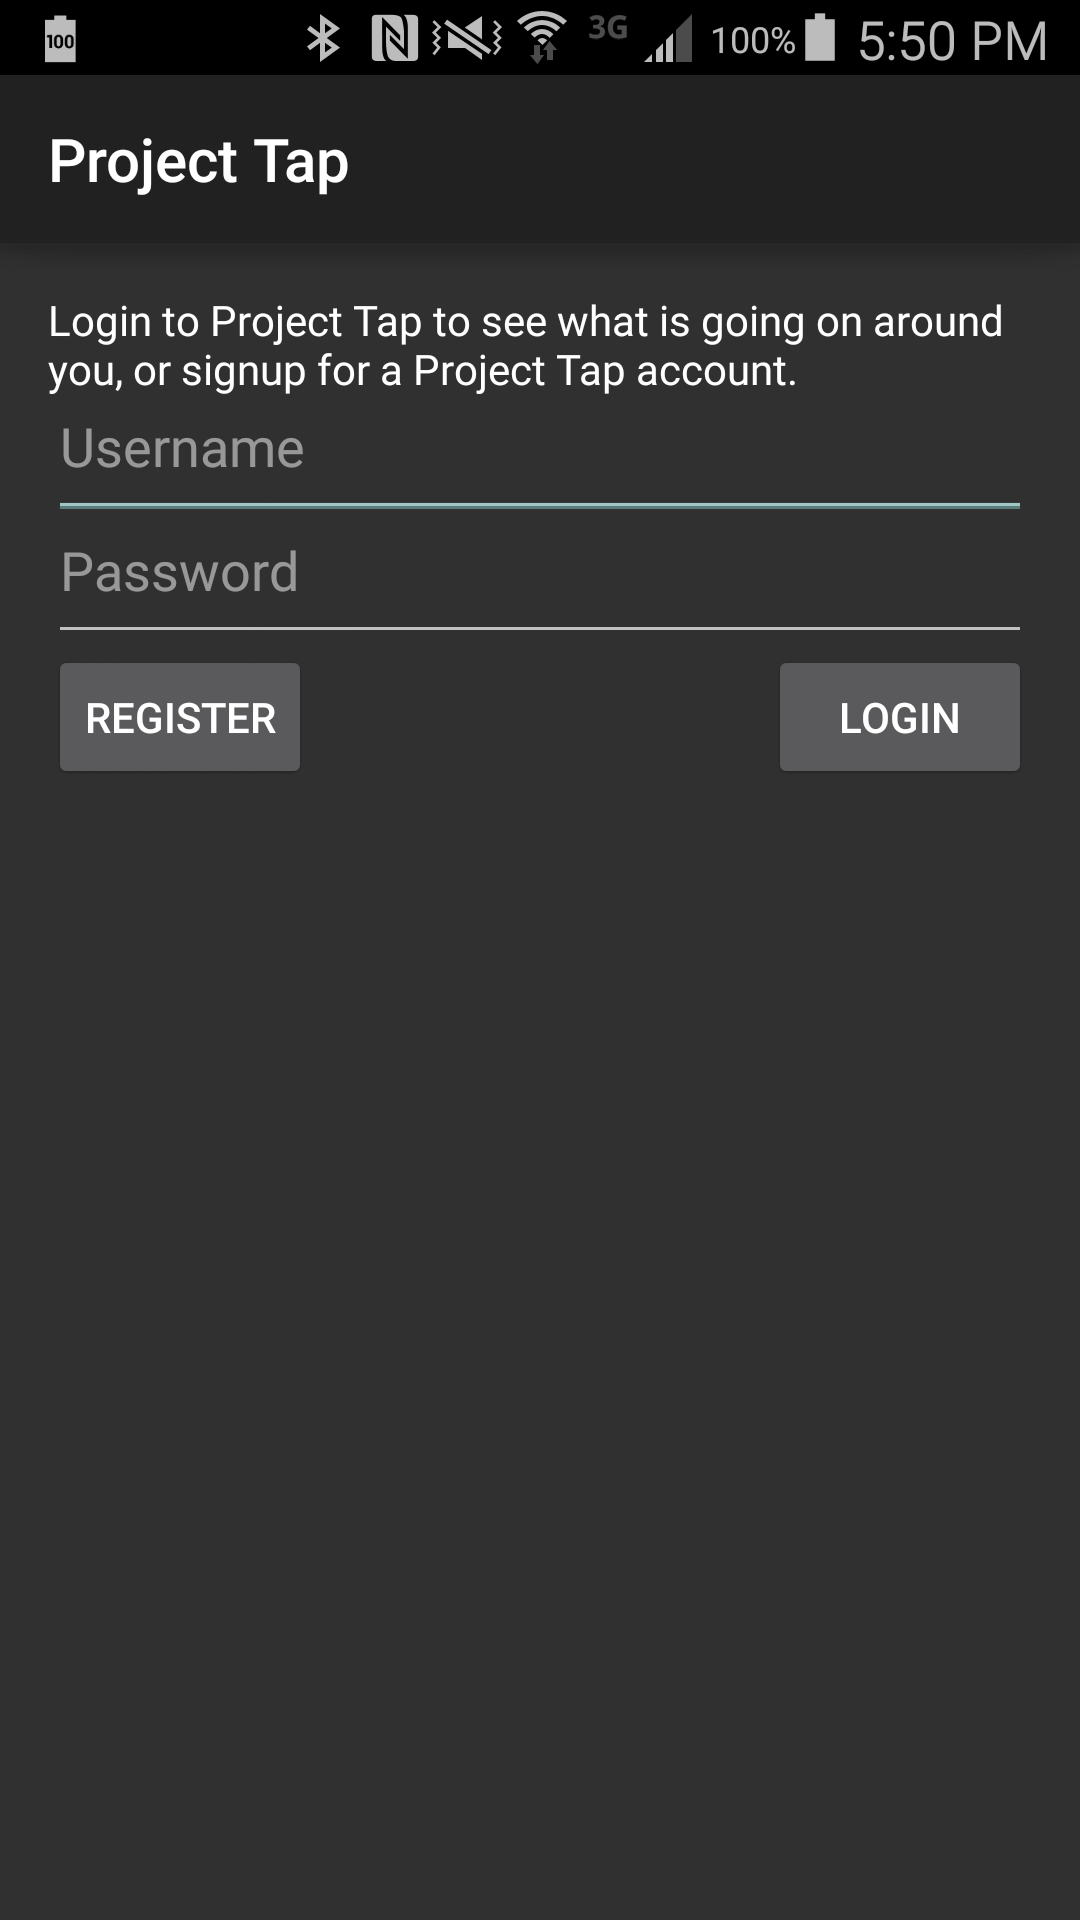 100 3G 100% 5:50 PM
Project Tap
Login to Project Tap to see what is going on around
you, or signup for a Project Tap account.
Username
Password
REGISTER LOGIN